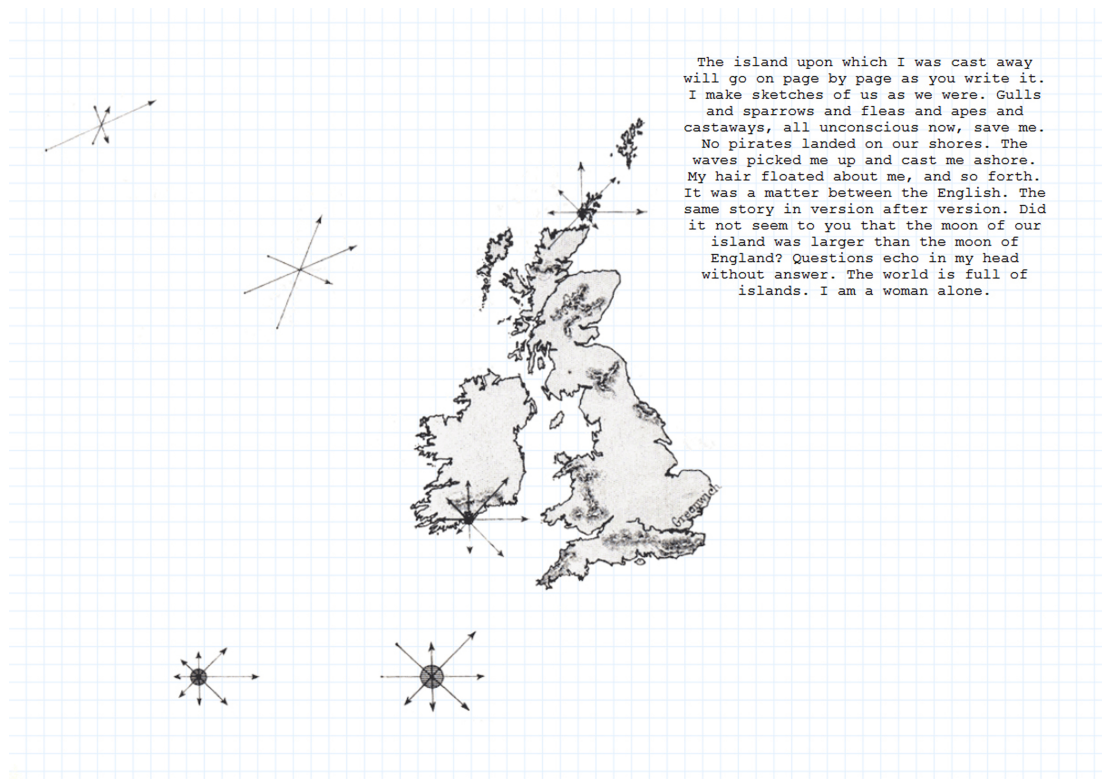 The island upon which I was cast away
will go on page by page as you write it.
I make sketches of us as we were. Gulls
and sparrows and fleas and apes and
castaways, all unconscious now, save me.
No pirates landed on our shores. The
waves picked me up and cast me ashore.
My hair floated about me, and so forth.
It was a matter between the English. The
same story in version after version. Did
it not seem to you that the moon of our
island was larger than the moon of
England? Questions echo in my head
without answer. The world is full of
islands. I am a woman alone.
Greenwich